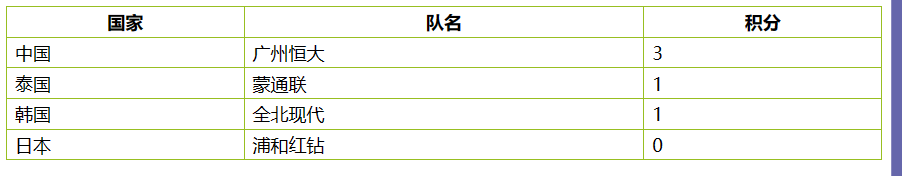 国家 队名 积分
中国 广州恒大 3
泰国 蒙通联 1
韩国 全北现代 1
日本 浦和红钻 0